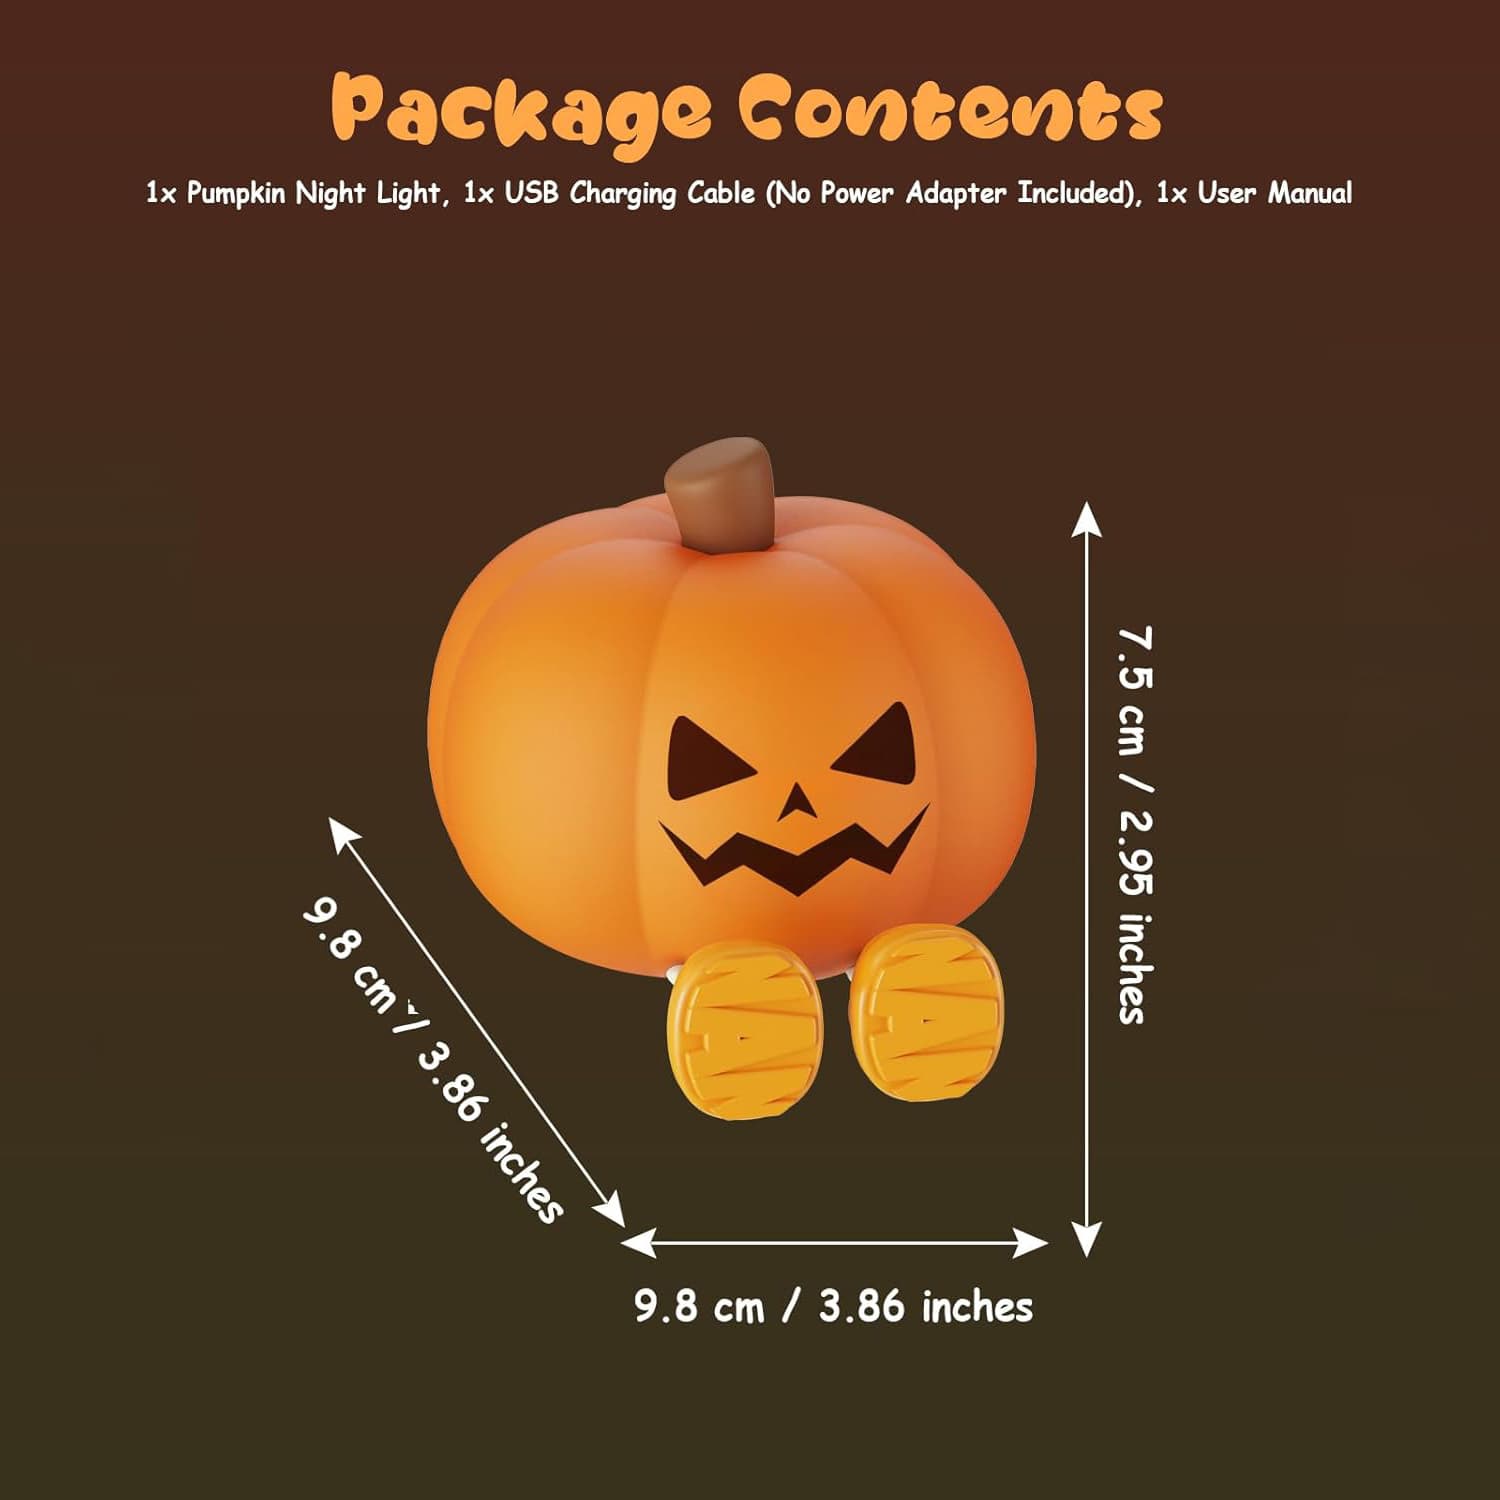 Package Contents
1x Pumpkin Night Light, 1x USB Charging Cable (No Power Adapter Included), 1x User Manual
7.5 cm / 2.95 inches
9.8 cm / 3.86 inches
9.8 cm / 3.86 inches